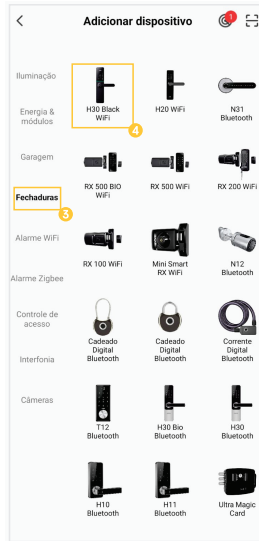 Adicionar dispositivo
1
Iluminação
Energia &
módulos
Garagem
Fechaduras
3
Alarme WiFi
Alarme Zigbee
Controle de
acesso
Interfonia
Câmeras
H30 Black
WiFi
4
H20 WiFi
N31
Bluetooth
RX 500 BIO
WiFi
RX 500 WiFi
RX 200 WiFi
RX 100 WiFi
Mini Smart
RX WiFi
N12
Bluetooth
Cadeado
Digital
Bluetooth
Cadeado
Digital
Bluetooth
Corrente
Digital
Bluetooth
T12
Bluetooth
H30 Bio
Bluetooth
H30
Bluetooth
H10
Bluetooth
H11
Bluetooth
Ultra Magic
Card